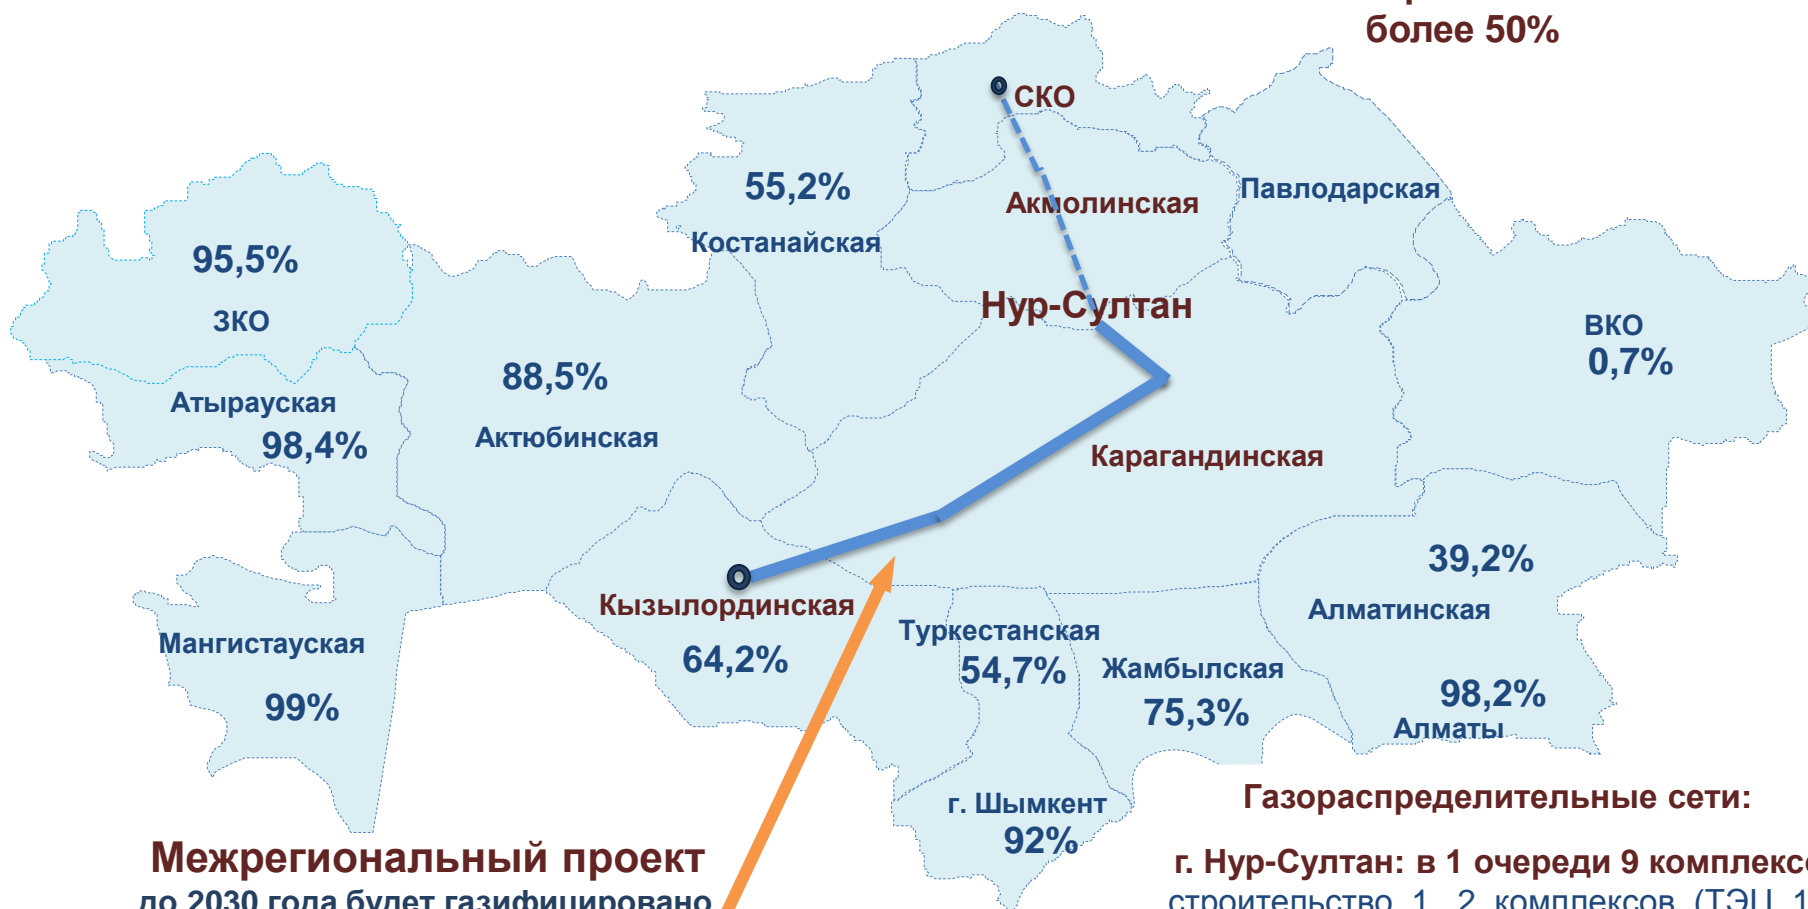 более 50%
СКО
55,2%
Костанайская
Акмолинская
Павлодарская
95,5%
ЗКО
Нур-Султан
ВКО
0,7%
88,5%
Актюбинская
Атырауская
98,4%
Карагандинская
39,2%
Алматинская
Кызылординская
64,2%
Туркестанская
54,7%
Жамбылская
75,3%
98,2%
Алматы
Мангистауская
99%
г. Шымкент
92%
Газораспределительные сети:
Межрегиональный проект
до 2030 года будет газифицировано
г. Нур-Султан: в 1 очереди 9 комплексо
строительство 1, 2 комплексов (ТЭЦ 1